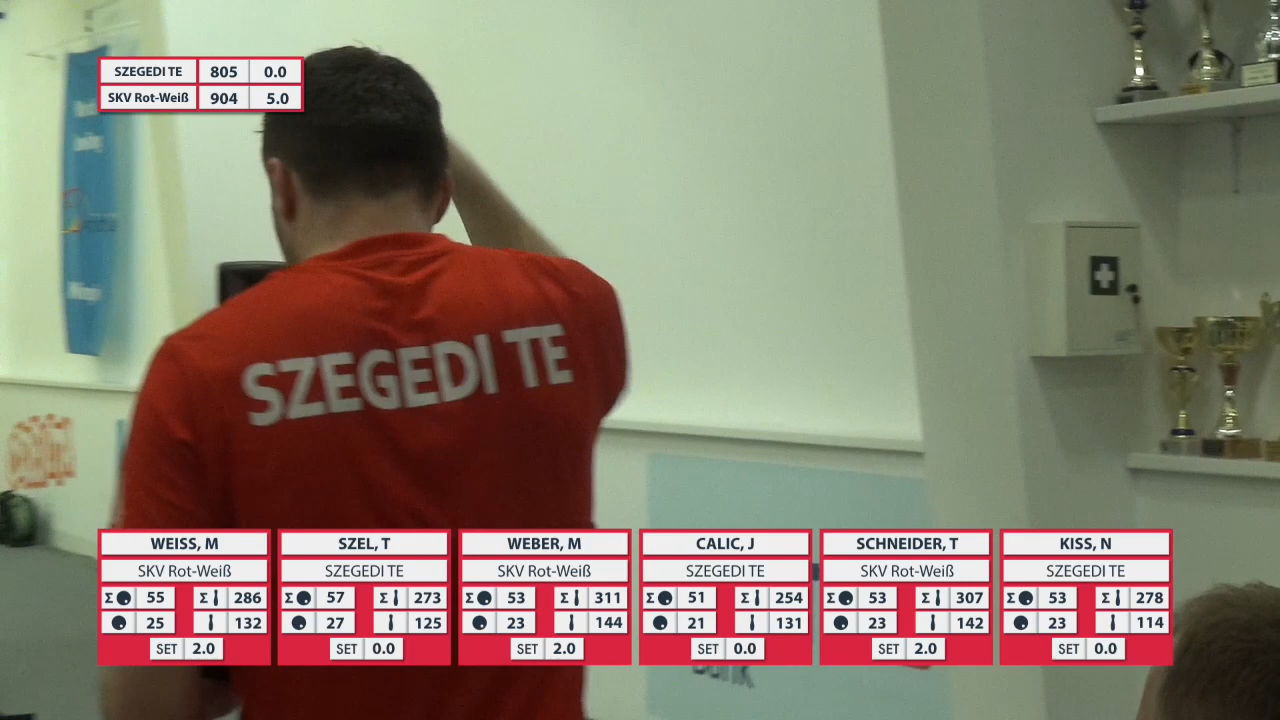 SZEGEDI TE 805 0.0
SKV Rot-Weiß 904 5.0
SZEGEDI TE
WEISS, M
SKV Rot-Weiß
Σ 55 Σ 286
25 132
SET 2.0
SZEL, T
SZEGEDI TE
Σ 57 Σ 273
27 125
SET 0.0
WEBER, M
SKV Rot-Weiß
Σ 53 Σ 311
23 144
SET 2.0
CALIC, J
SZEGEDI TE
Σ 51 Σ 254
21 131
SET 0.0
SCHNEIDER, T
SKV Rot-Weiß
Σ 53 Σ 307
23 142
SET 2.0
KISS, N
SZEGEDI TE
Σ 53 Σ 278
23 114
SET 0.0